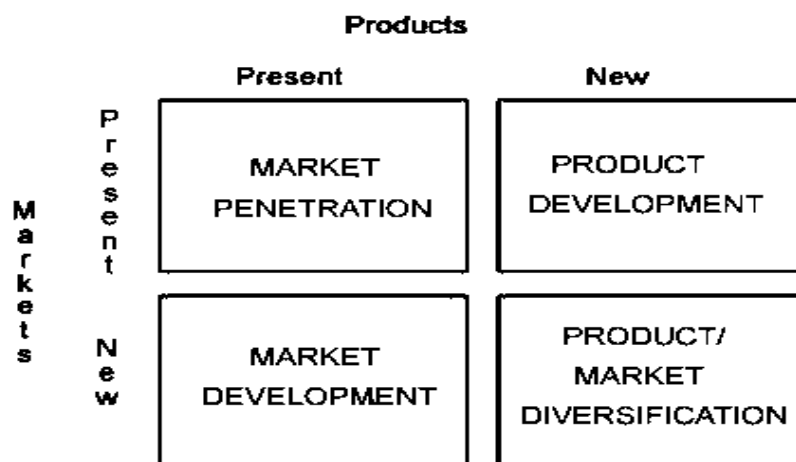 Products
Present
New
Markets
Present
MARKET
PENETRATION
PRODUCT
DEVELOPMENT
New
MARKET
DEVELOPMENT
PRODUCT/
MARKET
DIVERSIFICATION